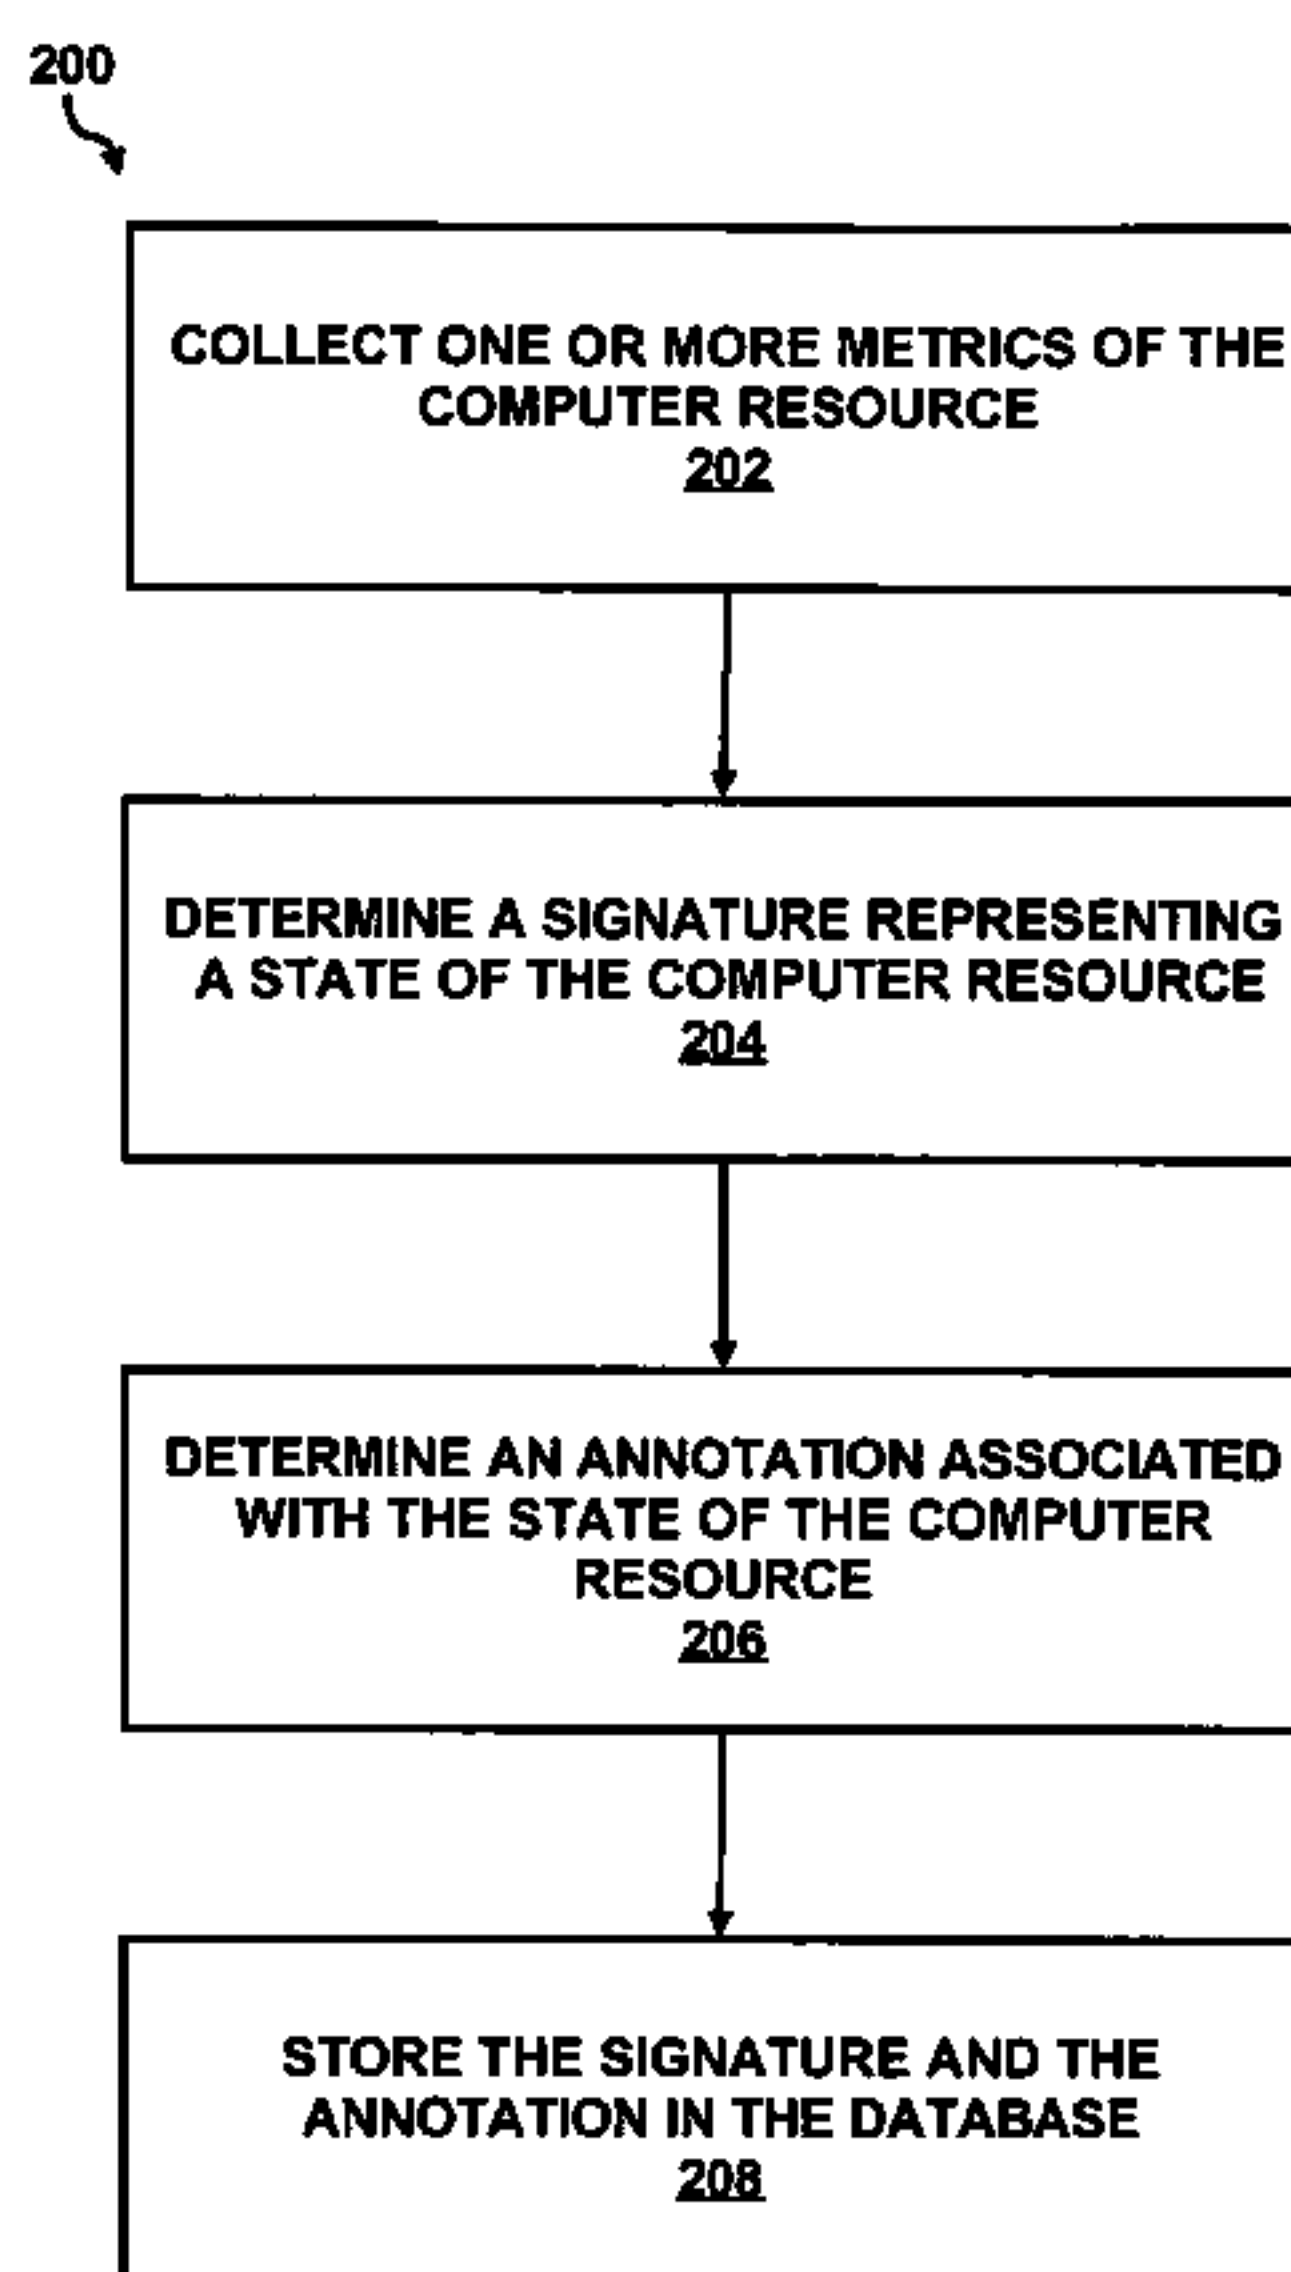 200
COLLECT ONE OR MORE METRICS OF THE
COMPUTER RESOURCE
202
DETERMINE A SIGNATURE REPRESENTING
A STATE OF THE COMPUTER RESOURCE
204
DETERMINE AN ANNOTATION ASSOCIATED
WITH THE STATE OF THE COMPUTER
RESOURCE
206
STORE THE SIGNATURE AND THE
ANNOTATION IN THE DATABASE
208